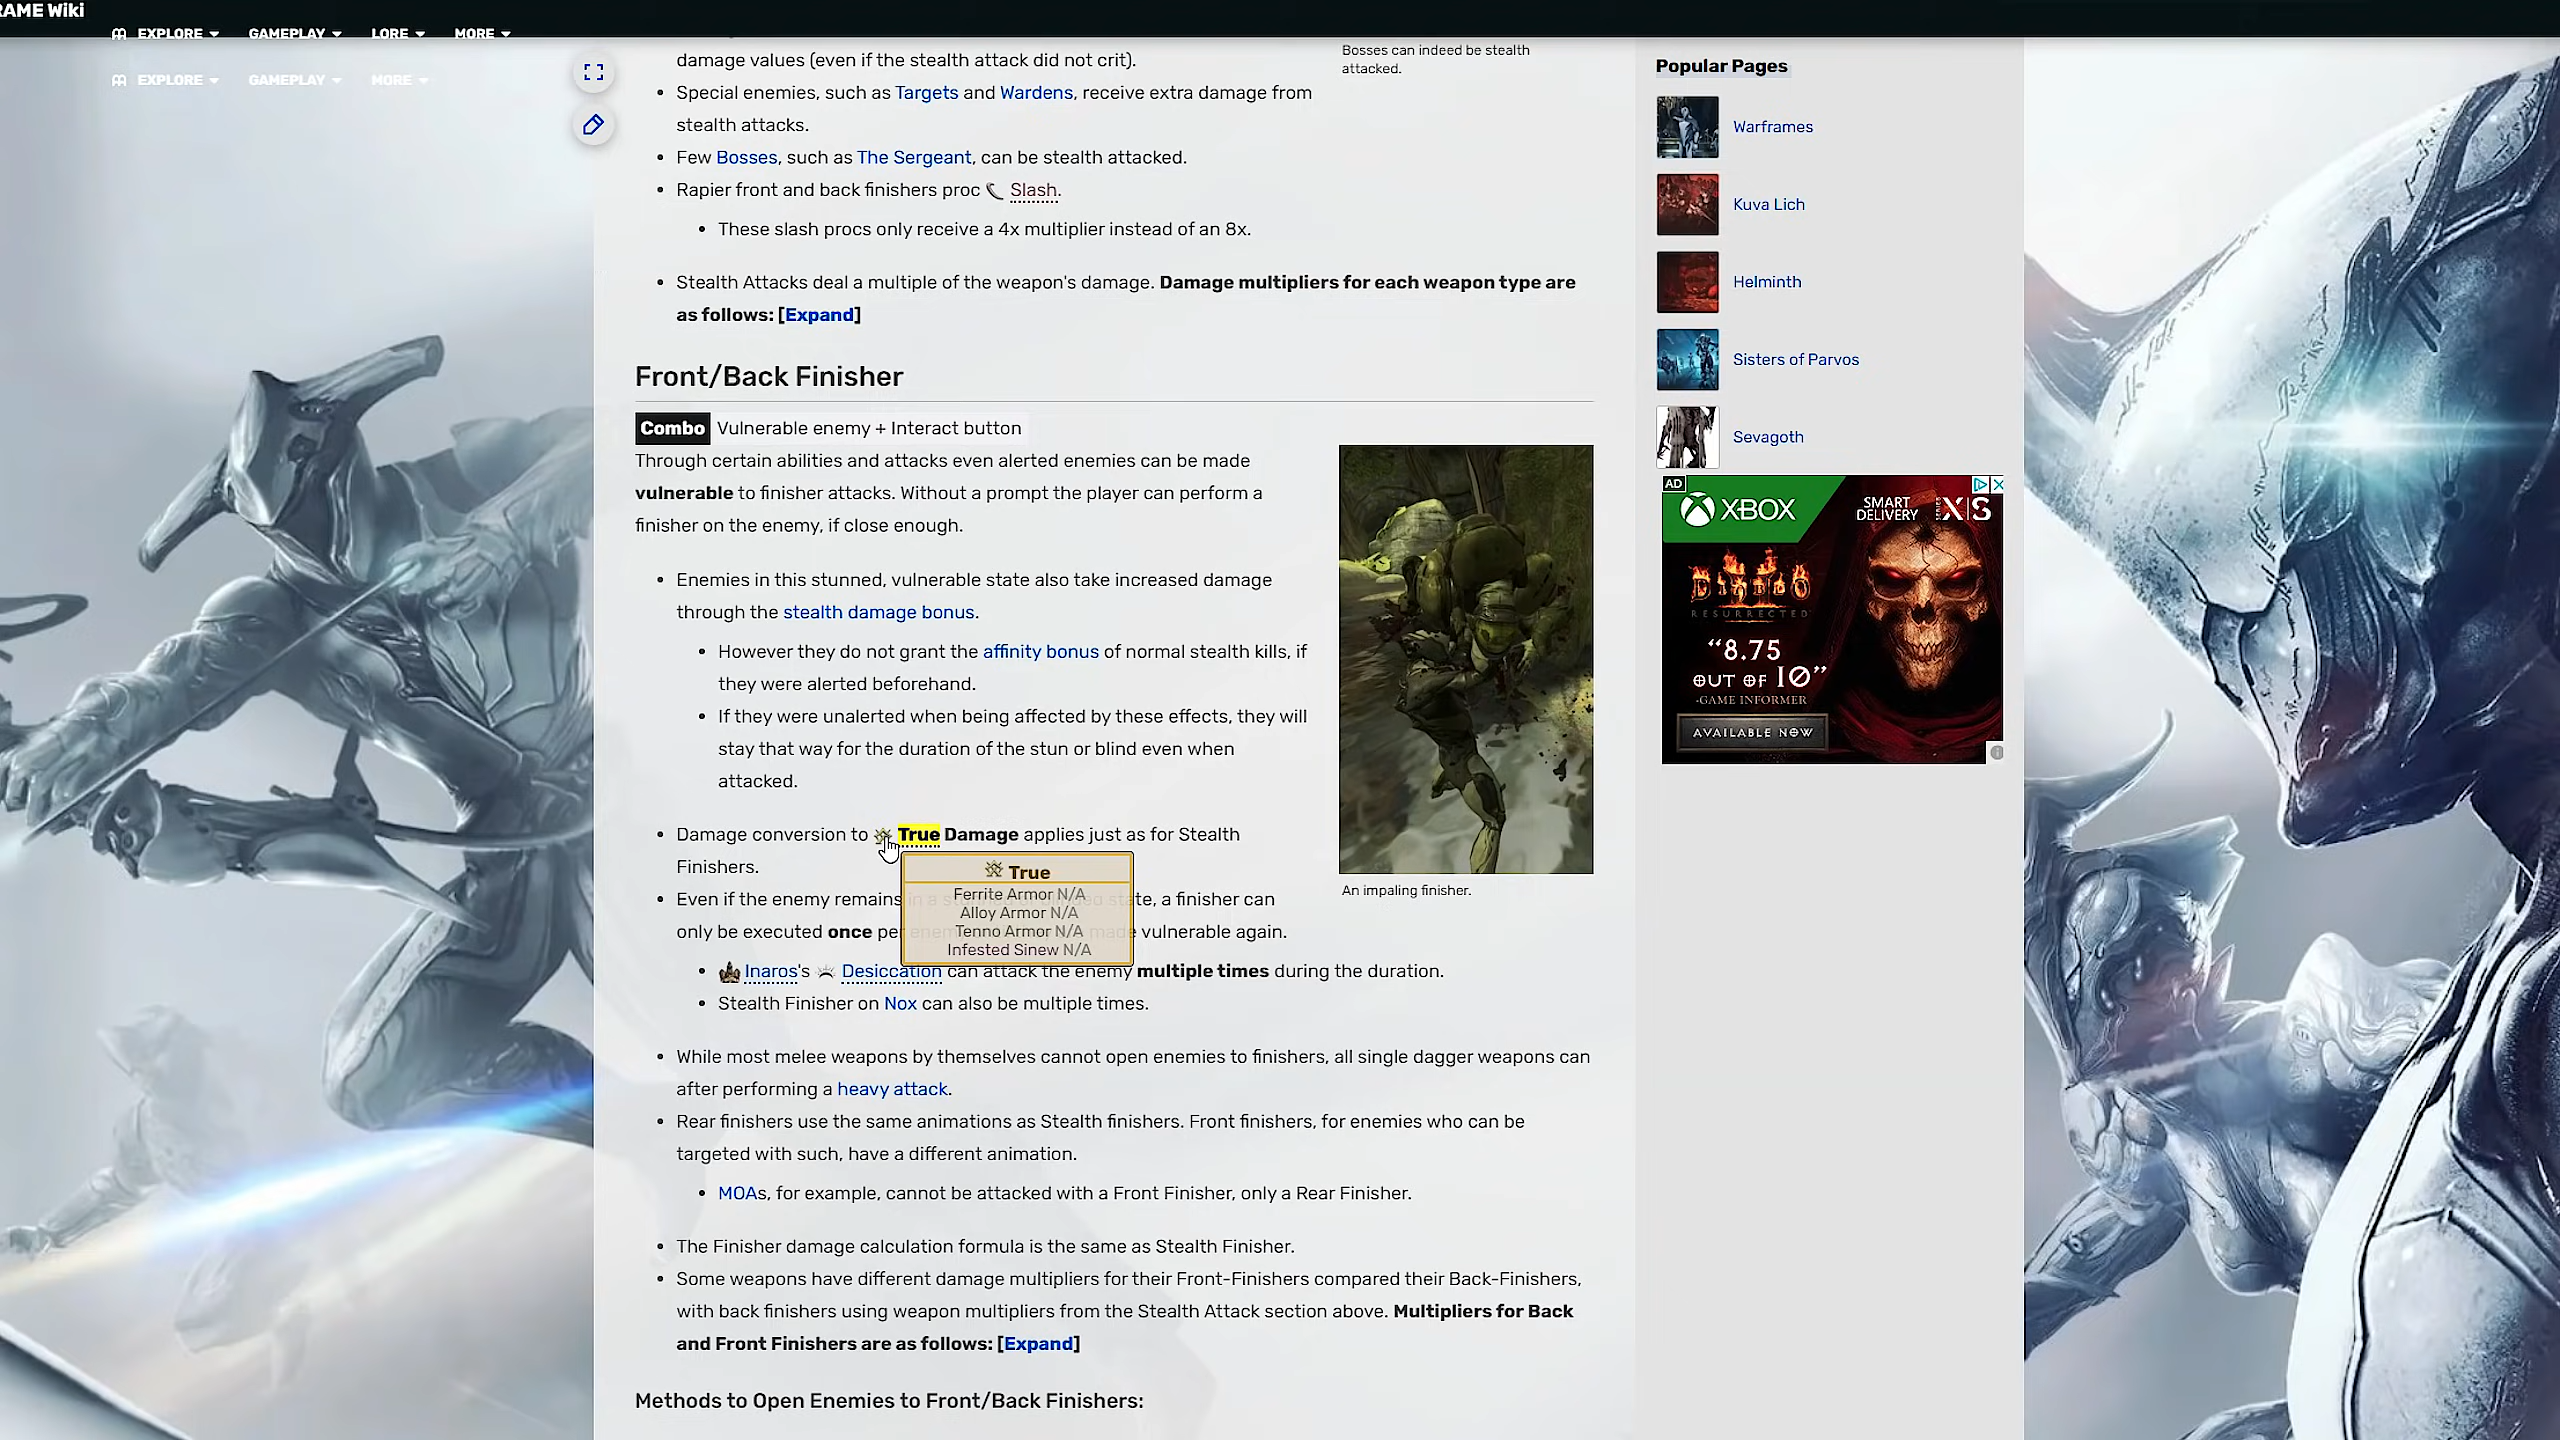 RAME Wiki
EXPLORE GAMEPLAY LORE MORE
EXPLORE GAMEPLAY MORE
damage values (even if the stealth attack did not crit).
Special enemies, such as Targets and Wardens, receive extra damage from
stealth attacks.
Few Bosses, such as The Sergeant, can be stealth attacked.
Rapier front and back finishers proc Slash.
These slash procs only receive a 4x multiplier instead of an 8x.
Stealth Attacks deal a multiple of the weapon's damage. Damage multipliers for each weapon type are
as follows: [Expand]
Bosses can indeed be stealth
attacked.
Front/Back Finisher
Combo Vulnerable enemy + Interact button
Through certain abilities and attacks even alerted enemies can be made
vulnerable to finisher attacks. Without a prompt the player can perform a
finisher on the enemy, if close enough.
Enemies in this stunned, vulnerable state also take increased damage
through the stealth damage bonus.
However they do not grant the affinity bonus of normal stealth kills, if
they were alerted beforehand.
If they were unalerted when being affected by these effects, they will
stay that way for the duration of the stun or blind even when
attacked.
Damage conversion to True Damage applies just as for Stealth
Finishers.
Even if the enemy remains in a te, a finisher can
only be executed once per vulnerable again.
True
Ferrite Armor N/A
Alloy Armor N/A
Tenno Armor N/A
Infested Sinew N/A
An impaling finisher.
Inaros's Desiccation can attack the enemy multiple times during the duration.
Stealth Finisher on Nox can also be multiple times.
While most melee weapons by themselves cannot open enemies to finishers, all single dagger weapons can
after performing a heavy attack.
Rear finishers use the same animations as Stealth finishers. Front finishers, for enemies who can be
targeted with such, have a different animation.
MOAs, for example, cannot be attacked with a Front Finisher, only a Rear Finisher.
The Finisher damage calculation formula is the same as Stealth Finisher.
Some weapons have different damage multipliers for their Front-Finishers compared their Back-Finishers,
with back finishers using weapon multipliers from the Stealth Attack section above. Multipliers for Back
and Front Finishers are as follows: [Expand]
Methods to Open Enemies to Front/Back Finishers:
Popular Pages
Warframes
Kuva Lich
Helminth
Sisters of Parvos
Sevagoth
AD
XBOX
SMART
DELIVERY
SERIES X|S
DIABLO
RESURRECTED
“8.75
OUT OF 10”
-GAME INFORMER
AVAILABLE NOW